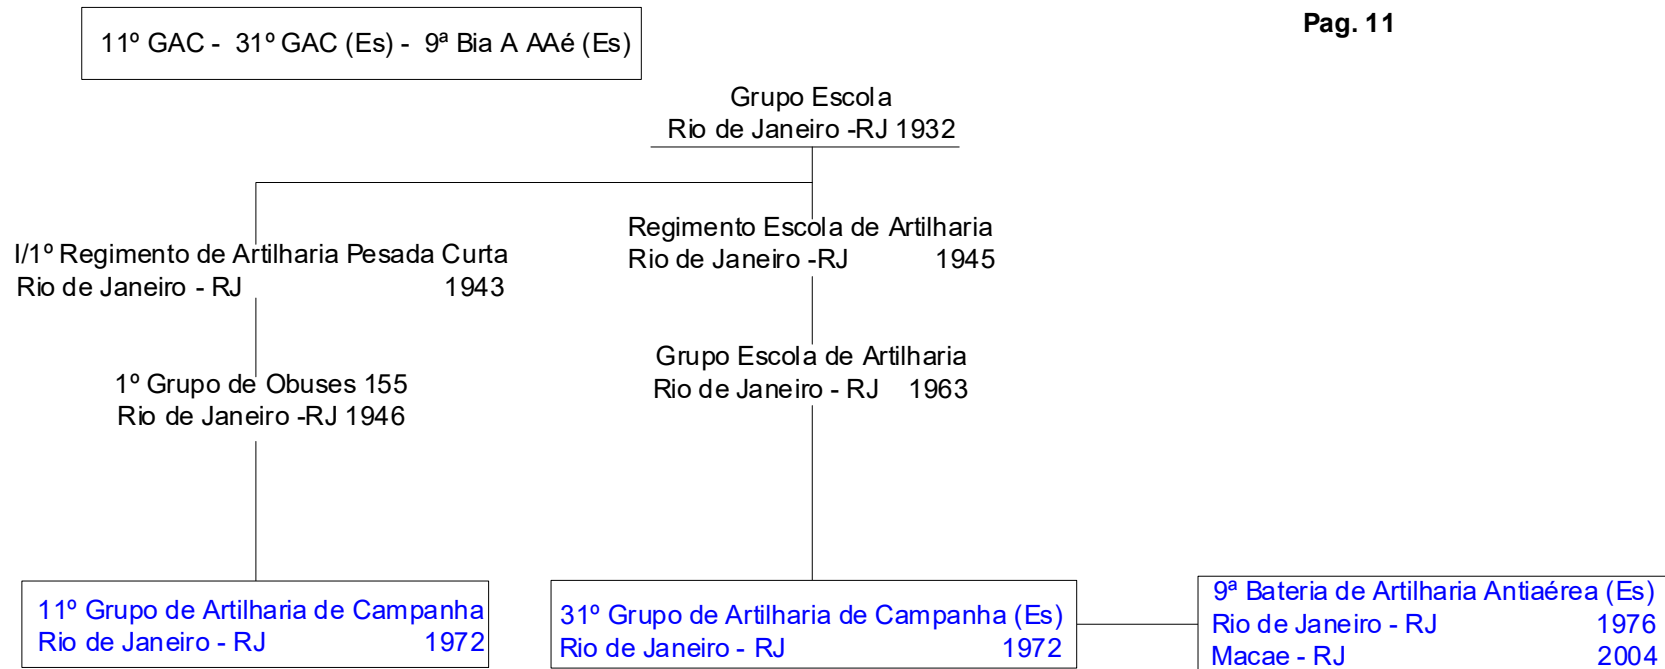 Pag. 11
11º GAC - 31º GAC (Es) - 9ª Bia A AAé (Es)
Grupo Escola
Rio de Janeiro -RJ 1932
I/1º Regimento de Artilharia Pesada Curta
Rio de Janeiro - RJ 1943
Regimento Escola de Artilharia
Rio de Janeiro -RJ 1945
1º Grupo de Obuses 155
Rio de Janeiro -RJ 1946
Grupo Escola de Artilharia
Rio de Janeiro - RJ 1963
11º Grupo de Artilharia de Campanha
Rio de Janeiro - RJ 1972
31º Grupo de Artilharia de Campanha (Es)
Rio de Janeiro - RJ 1972
9ª Bateria de Artilharia Antiaérea (Es)
Rio de Janeiro - RJ 1976
Macae - RJ 2004